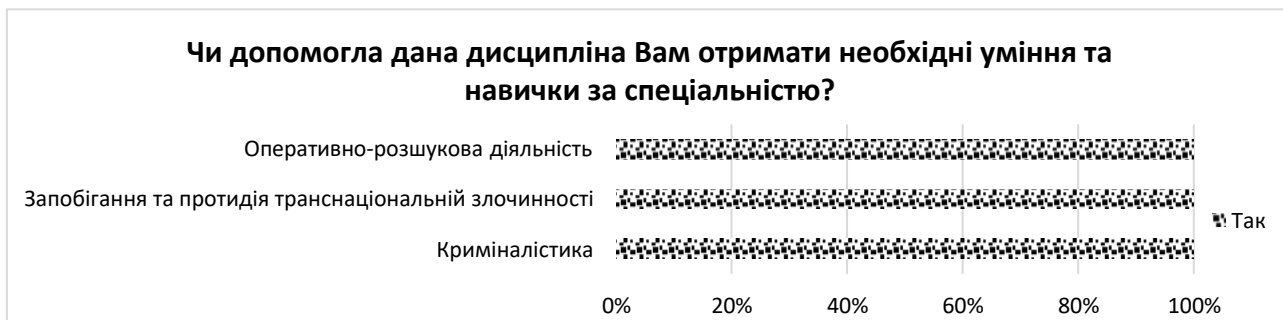 Чи допомогла дана дисципліна Вам отримати необхідні уміння та
навички за спеціальністю?
Оперативно-розшукова діяльність
Запобігання та протидія транснаціональній злочинності
Криміналістика
Так
0% 20% 40% 60% 80% 100%